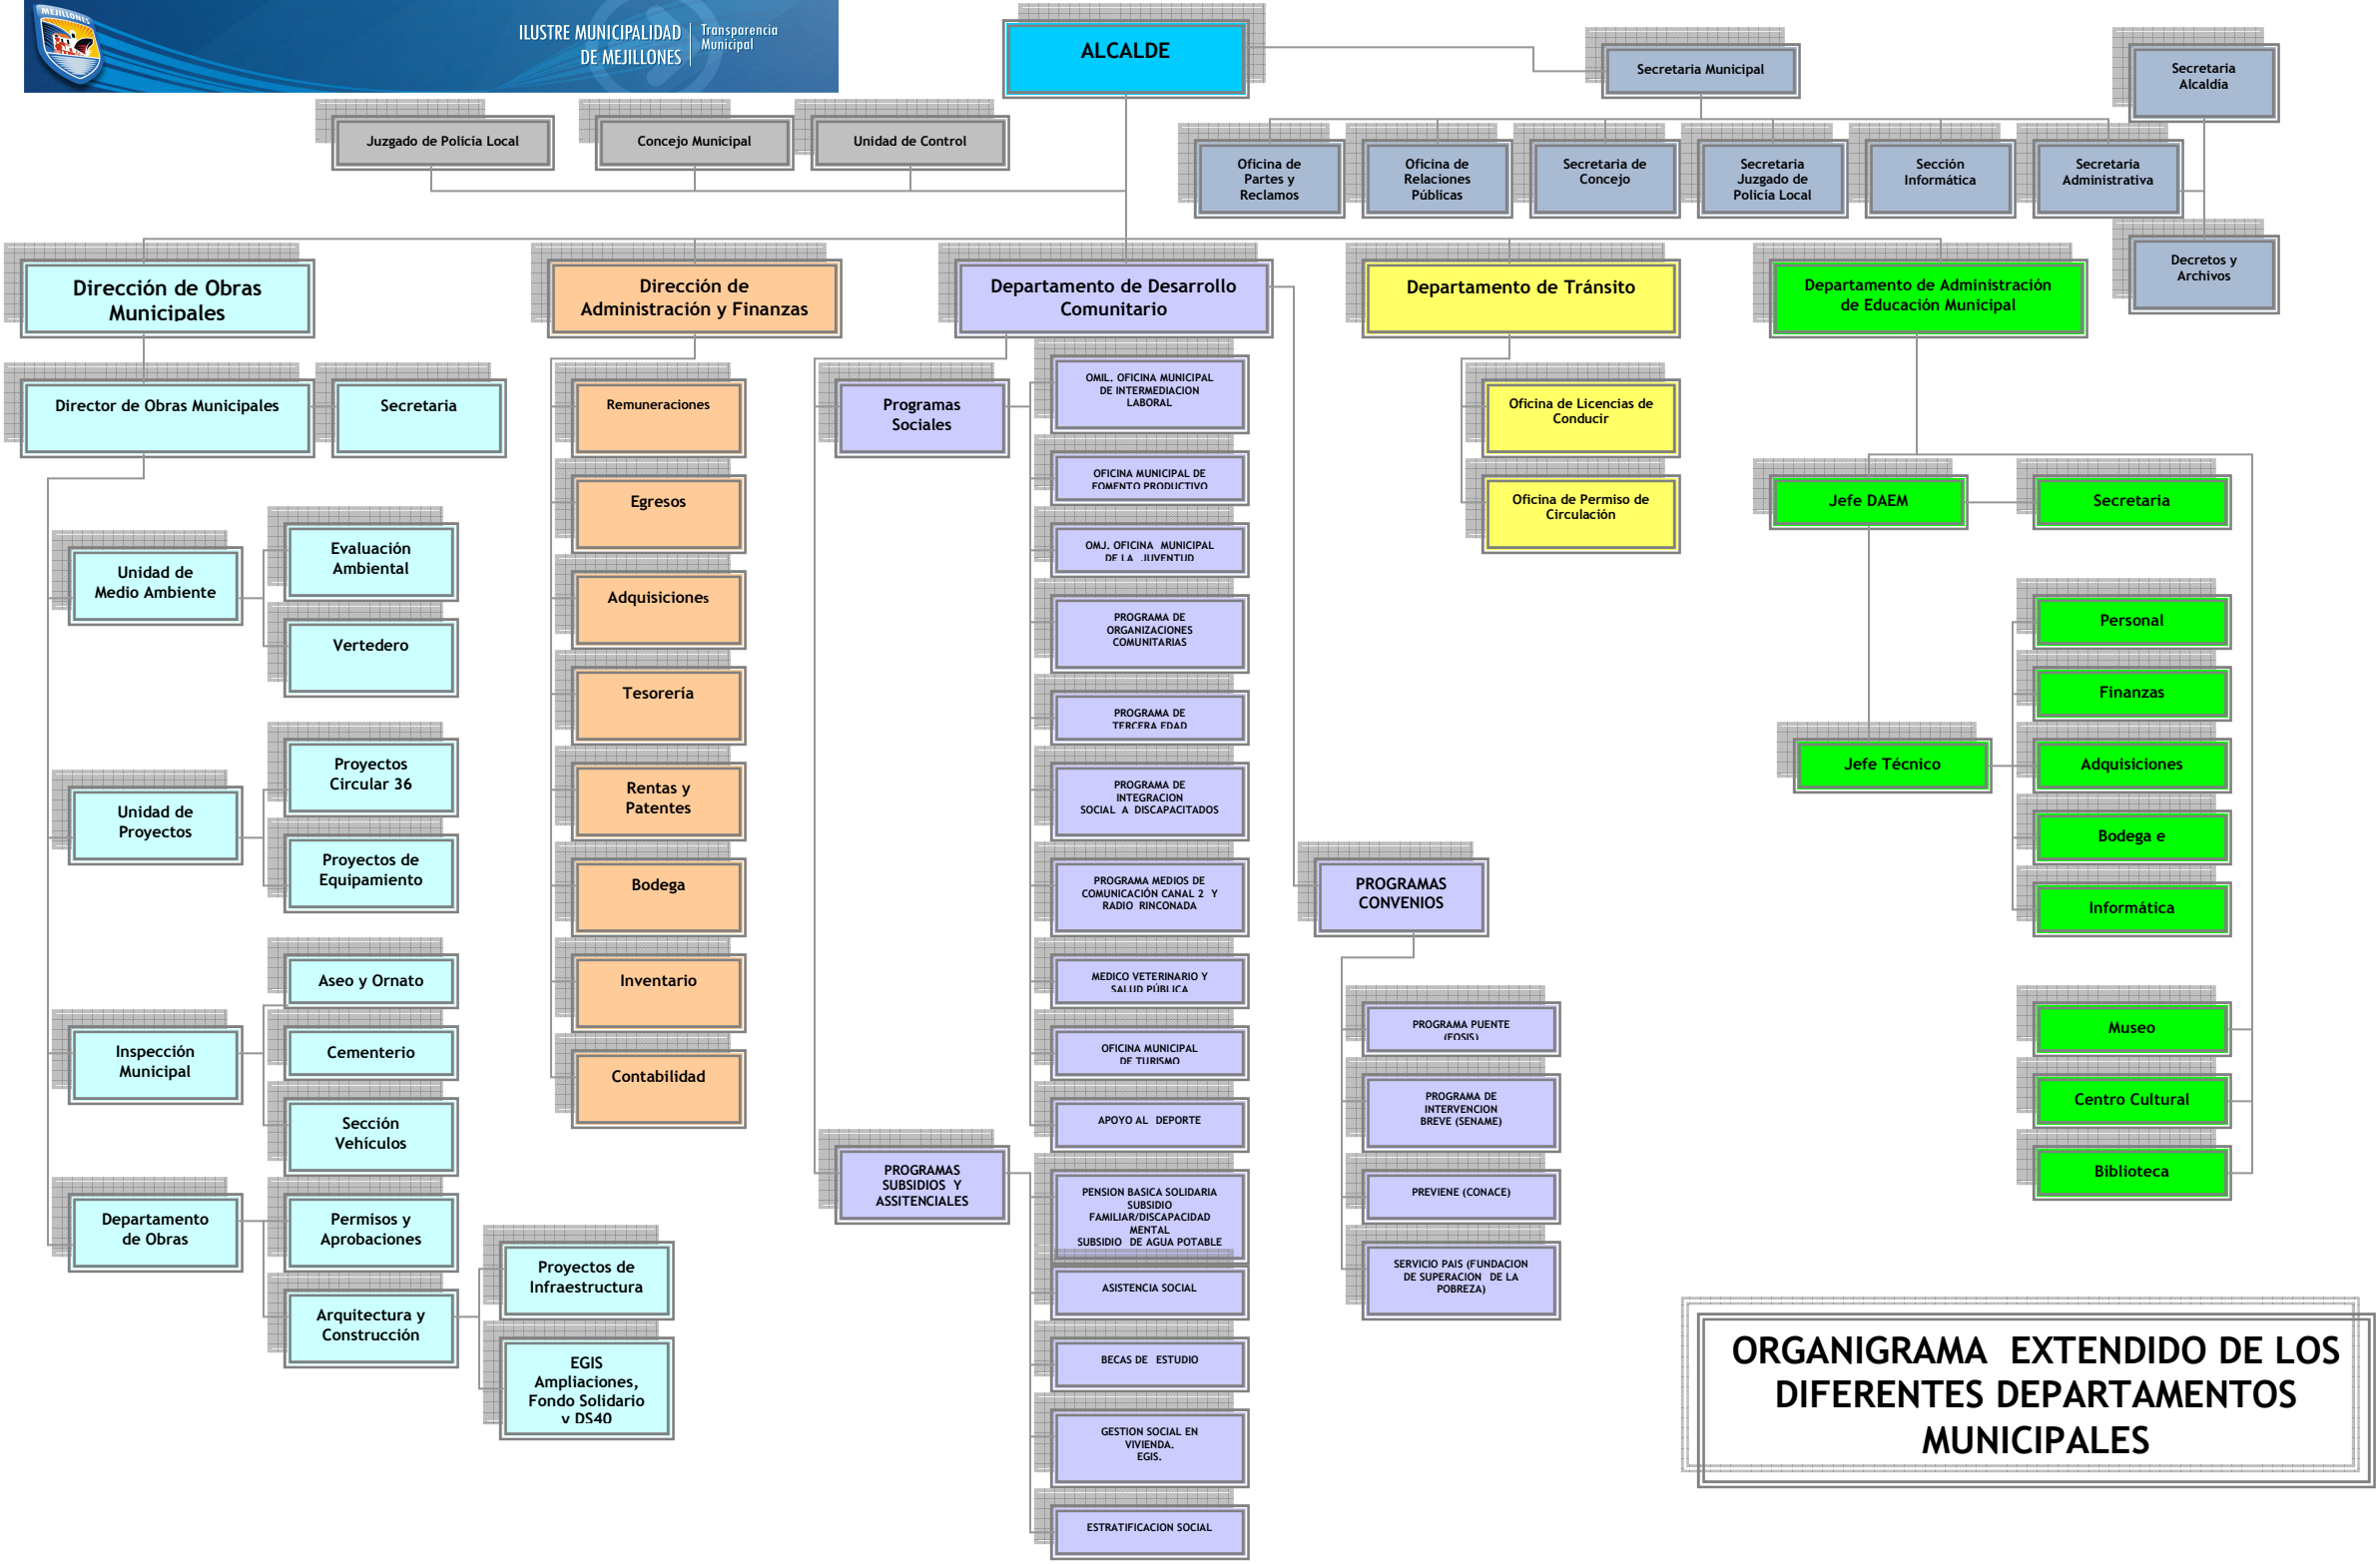 MEJILLONES
ILUSTRE MUNICIPALIDAD
DE MEJILLONES
Transparencia
Municipal
ALCALDE
Secretaria Municipal
Secretaria
Alcaldía
Juzgado de Policía Local
Concejo Municipal
Unidad de Control
Oficina de
Partes y
Reclamos
Oficina de
Relaciones
Públicas
Secretaria de
Concejo
Secretaria
Juzgado de
Policía Local
Sección
Informática
Secretaria
Administrativa
Decretos y
Archivos
Dirección de Obras
Municipales
Director de Obras Municipales
Secretaria
Unidad de
Medio Ambiente
Evaluación
Ambiental
Vertedero
Unidad de
Proyectos
Proyectos
Circular 36
Proyectos de
Equipamiento
Inspección
Municipal
Aseo y Ornato
Cementerio
Sección
Vehículos
Departamento
de Obras
Permisos y
Aprobaciones
Arquitectura y
Construcción
Proyectos de
Infraestructura
EGIS
Ampliaciones,
Fondo Solidario
y DS40
Dirección de
Administración y Finanzas
Remuneraciones
Egresos
Adquisiciones
Tesorería
Rentas y
Patentes
Bodega
Inventario
Contabilidad
Departamento de Desarrollo
Comunitario
Programas
Sociales
OMIL. OFICINA MUNICIPAL
DE INTERMEDIACION
LABORAL
OFICINA MUNICIPAL DE
FOMENTO PRODUCTIVO
OMJ. OFICINA MUNICIPAL
DE LA JUVENTUD
PROGRAMA DE
ORGANIZACIONES
COMUNITARIAS
PROGRAMA DE
TERCERA EDAD
PROGRAMA DE
INTEGRACION
SOCIAL A DISCAPACITADOS
PROGRAMA MEDIOS DE
COMUNICACIÓN CANAL 2 Y
RADIO RINCONADA
MEDICO VETERINARIO Y
SALUD PÚBLICA
OFICINA MUNICIPAL
DE TURISMO
APOYO AL DEPORTE
PROGRAMAS
SUBSIDIOS Y
ASSITENCIALES
PENSION BASICA SOLIDARIA
SUBSIDIO
FAMILIAR/DISCAPACIDAD
MENTAL
SUBSIDIO DE AGUA POTABLE
ASISTENCIA SOCIAL
BECAS DE ESTUDIO
GESTION SOCIAL EN
VIVIENDA.
EGIS.
ESTRATIFICACION SOCIAL
PROGRAMAS
CONVENIOS
PROGRAMA PUENTE
(FOSIS)
PROGRAMA DE
INTERVENCION
BREVE (SENAME)
PREVIENE (CONACE)
SERVICIO PAIS (FUNDACION
DE SUPERACION DE LA
POBREZA)
Departamento de Tránsito
Oficina de Licencias de
Conducir
Oficina de Permiso de
Circulación
Departamento de Administración
de Educación Municipal
Jefe DAEM
Secretaria
Jefe Técnico
Personal
Finanzas
Adquisiciones
Bodega e
Informática
Museo
Centro Cultural
Biblioteca
ORGANIGRAMA EXTENDIDO DE LOS
DIFERENTES DEPARTAMENTOS
MUNICIPALES